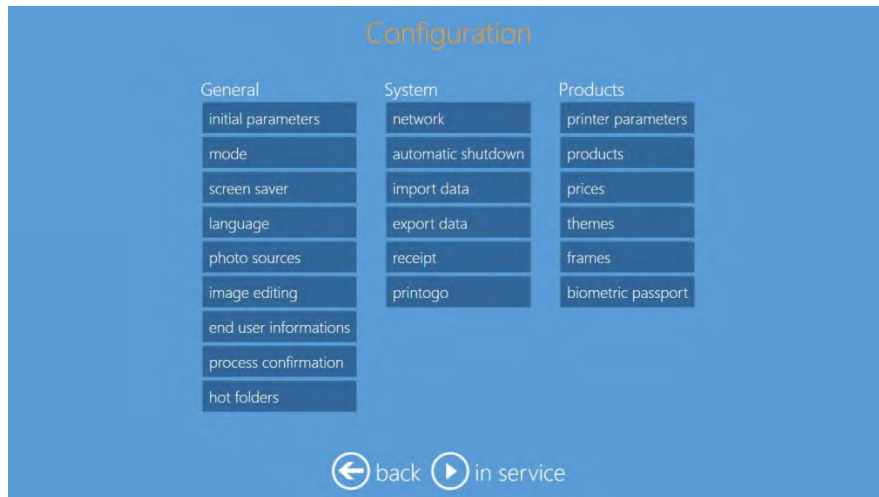 Configuration
General
initial parameters
mode
screen saver
language
photo sources
image editing
end user informations
process confirmation
hot folders
System
network
automatic shutdown
import data
export data
receipt
printogo
Products
printer parameters
products
prices
themes
frames
biometric passport
back
in service